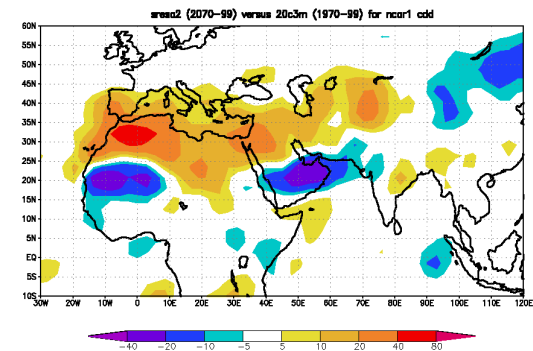 sresa2 (2070-99) versus 20c3m (1970-99) for ncar1 cdd
60N
55N
50N
45N
40N
35N
30N
25N
20N
15N
10N
5N
EQ
5S
10S
30W 20W 10W 0 10E 20E 30E 40E 50E 60E 70E 80E 90E 100E 110E 120E
-40 -20 -10 -5 5 10 20 40 80